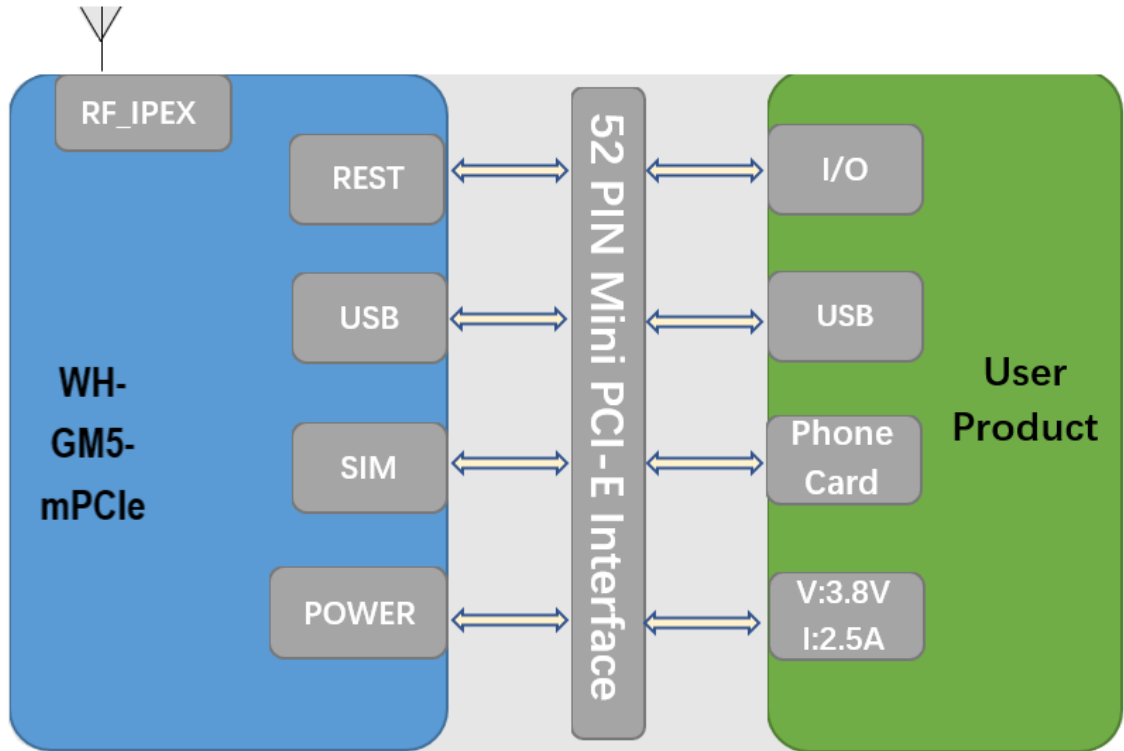 RF_IPEX
REST
USB
SIM
POWER
WH-
GM5-
mPCIe
52 PIN Mini PCI-E Interface
I/O
USB
Phone
Card
V:3.8V
I:2.5A
User
Product